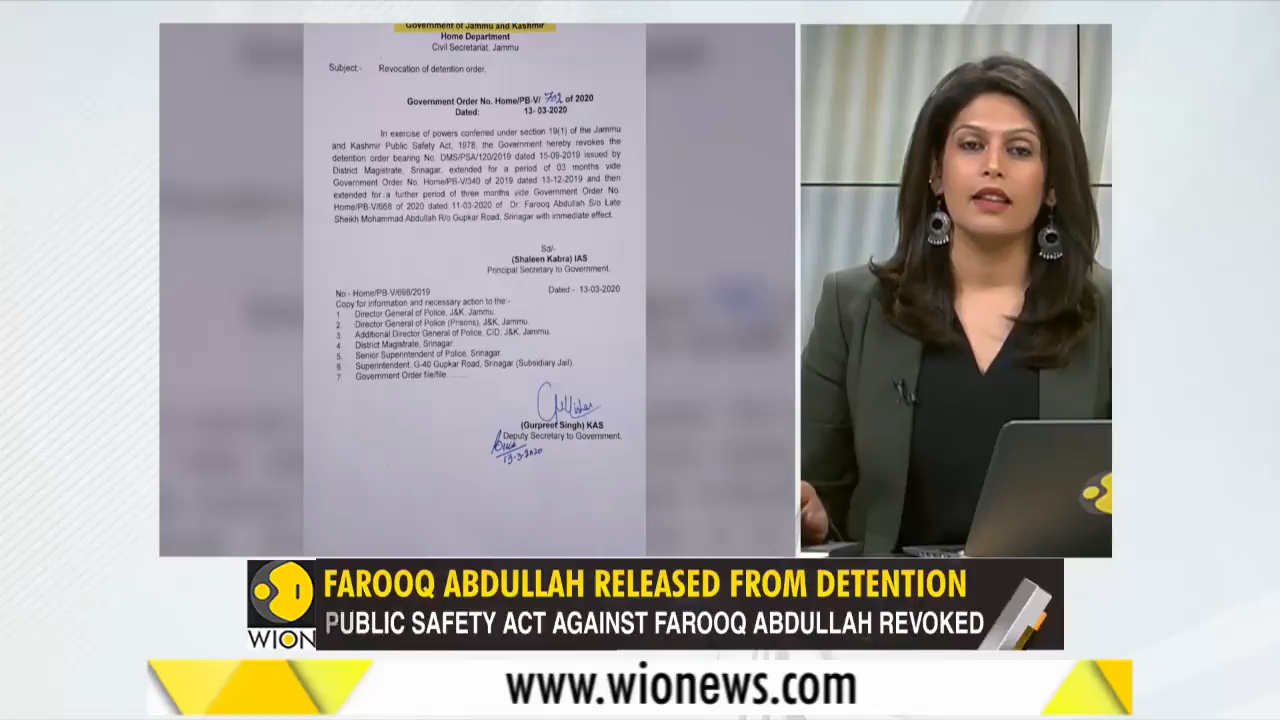 Government of Jammu and Kashmir
Home Department
Civil Secretariat, Jammu
Subject:- Revocation of detention order.
Government Order No. Home/PB-V/ 702 of 2020
Dated: 13-03-2020
In exercise of powers conferred under section 19(1) of the Jammu
and Kashmir Public Safety Act, 1978, the Government hereby revokes the
detention order bearing No. DMS/PSA/120/2019 dated 15-09-2019 issued by
District Magistrate, Srinagar, extended for a period of 03 months vide
Government Order No. Home/PB-V/340 of 2019 dated 13-12-2019 and then
extended for a further period of three months vide Government Order No.
Home/PB-V/668 of 2020 dated 11-03-2020 of Dr. Farooq Abdullah S/o Late
Sheikh Mohammad Abdullah R/o Gupkar Road, Srinagar with immediate effect.
Sd/-
(Shaleen Kabra) IAS
Principal Secretary to Government.
No - Home/PB-V/698/2019 Dated - 13-03-2020
Copy for information and necessary action to the:-
1 Director General of Police, J&K, Jammu.
2 Director General of Police (Prisons), J&K, Jammu.
3. Additional Director General of Police, CID, J&K, Jammu.
4 District Magistrate, Srinagar.
5. Senior Superintendent of Police, Srinagar.
6 Superintendent, G-40 Gupkar Road, Srinagar (Subsidiary Jail).
7 Government Order file/file.........
(Gurpreet Singh) KAS
Deputy Secretary to Government.
13-3-2020
FAROOQ ABDULLAH RELEASED FROM DETENTION
PUBLIC SAFETY ACT AGAINST FAROOQ ABDULLAH REVOKED
WION
www.wionews.com